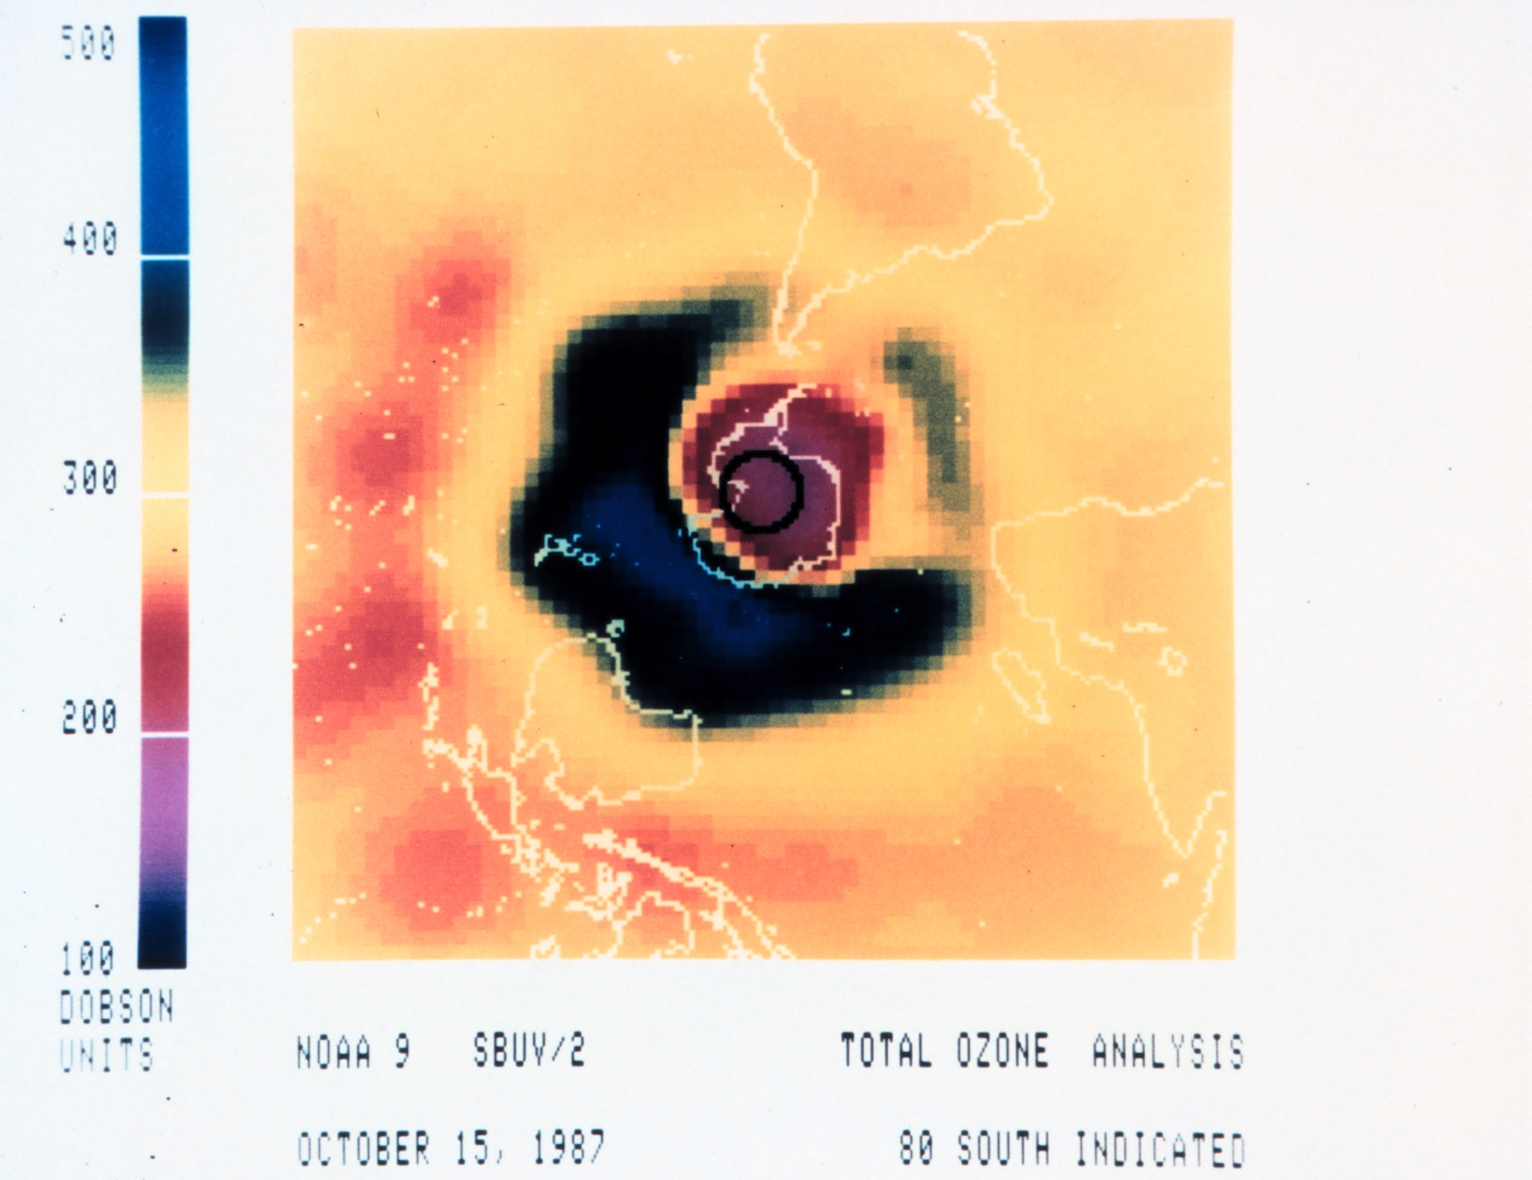 500
400
300
200
100
DOBSON
UNITS
NOAA 9 SBUV/2 TOTAL OZONE ANALYSIS
OCTOBER 15, 1987 80 SOUTH INDICATED